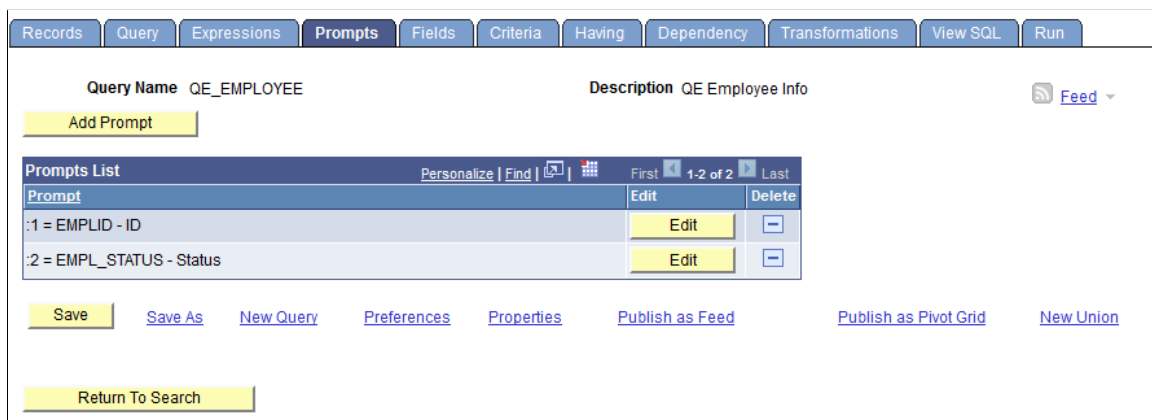 Records Query Expressions Prompts Fields Criteria Having Dependency Transformations View SQL Run
Query Name QE_EMPLOYEE Description QE Employee Info Feed
Add Prompt
Prompts List Personalize | Find | | First 1-2 of 2 Last
Prompt Edit Delete
:1 = EMPLID - ID Edit
:2 = EMPL_STATUS - Status Edit
Save Save As New Query Preferences Properties Publish as Feed Publish as Pivot Grid New Union
Return To Search